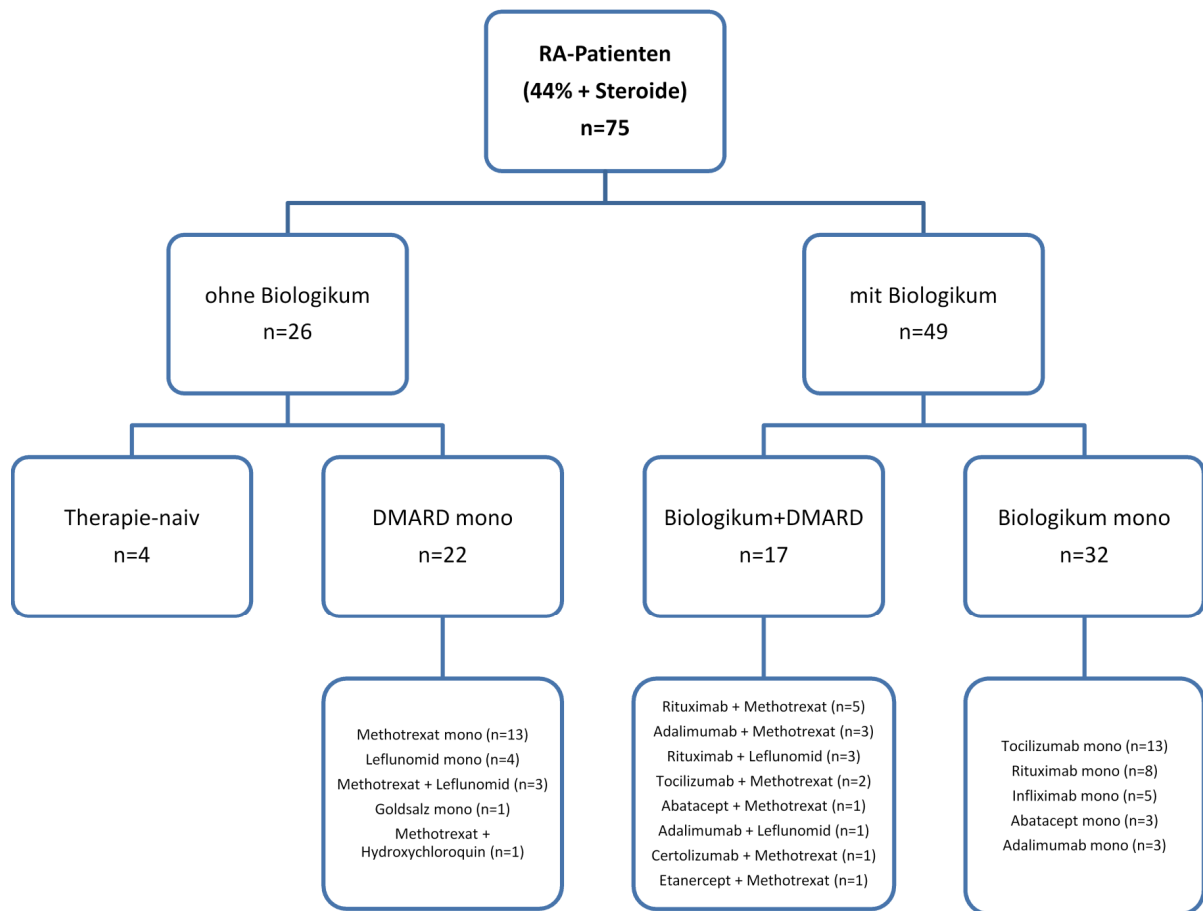 RA-Patienten
(44% + Steroide)
n=75
ohne Biologikum
n=26
mit Biologikum
n=49
Therapie-naiv
n=4
DMARD mono
n=22
Biologikum+DMARD
n=17
Biologikum mono
n=32
Methotrexat mono (n=13)
Leflunomid mono (n=4)
Methotrexat + Leflunomid (n=3)
Goldsalz mono (n=1)
Methotrexat +
Hydroxychloroquin (n=1)
Rituximab + Methotrexat (n=5)
Adalimumab + Methotrexat (n=3)
Rituximab + Leflunomid (n=3)
Tocilizumab + Methotrexat (n=2)
Abatacept + Methotrexat (n=1)
Adalimumab + Leflunomid (n=1)
Certolizumab + Methotrexat (n=1)
Etanercept + Methotrexat (n=1)
Tocilizumab mono (n=13)
Rituximab mono (n=8)
Infliximab mono (n=5)
Abatacept mono (n=3)
Adalimumab mono (n=3)